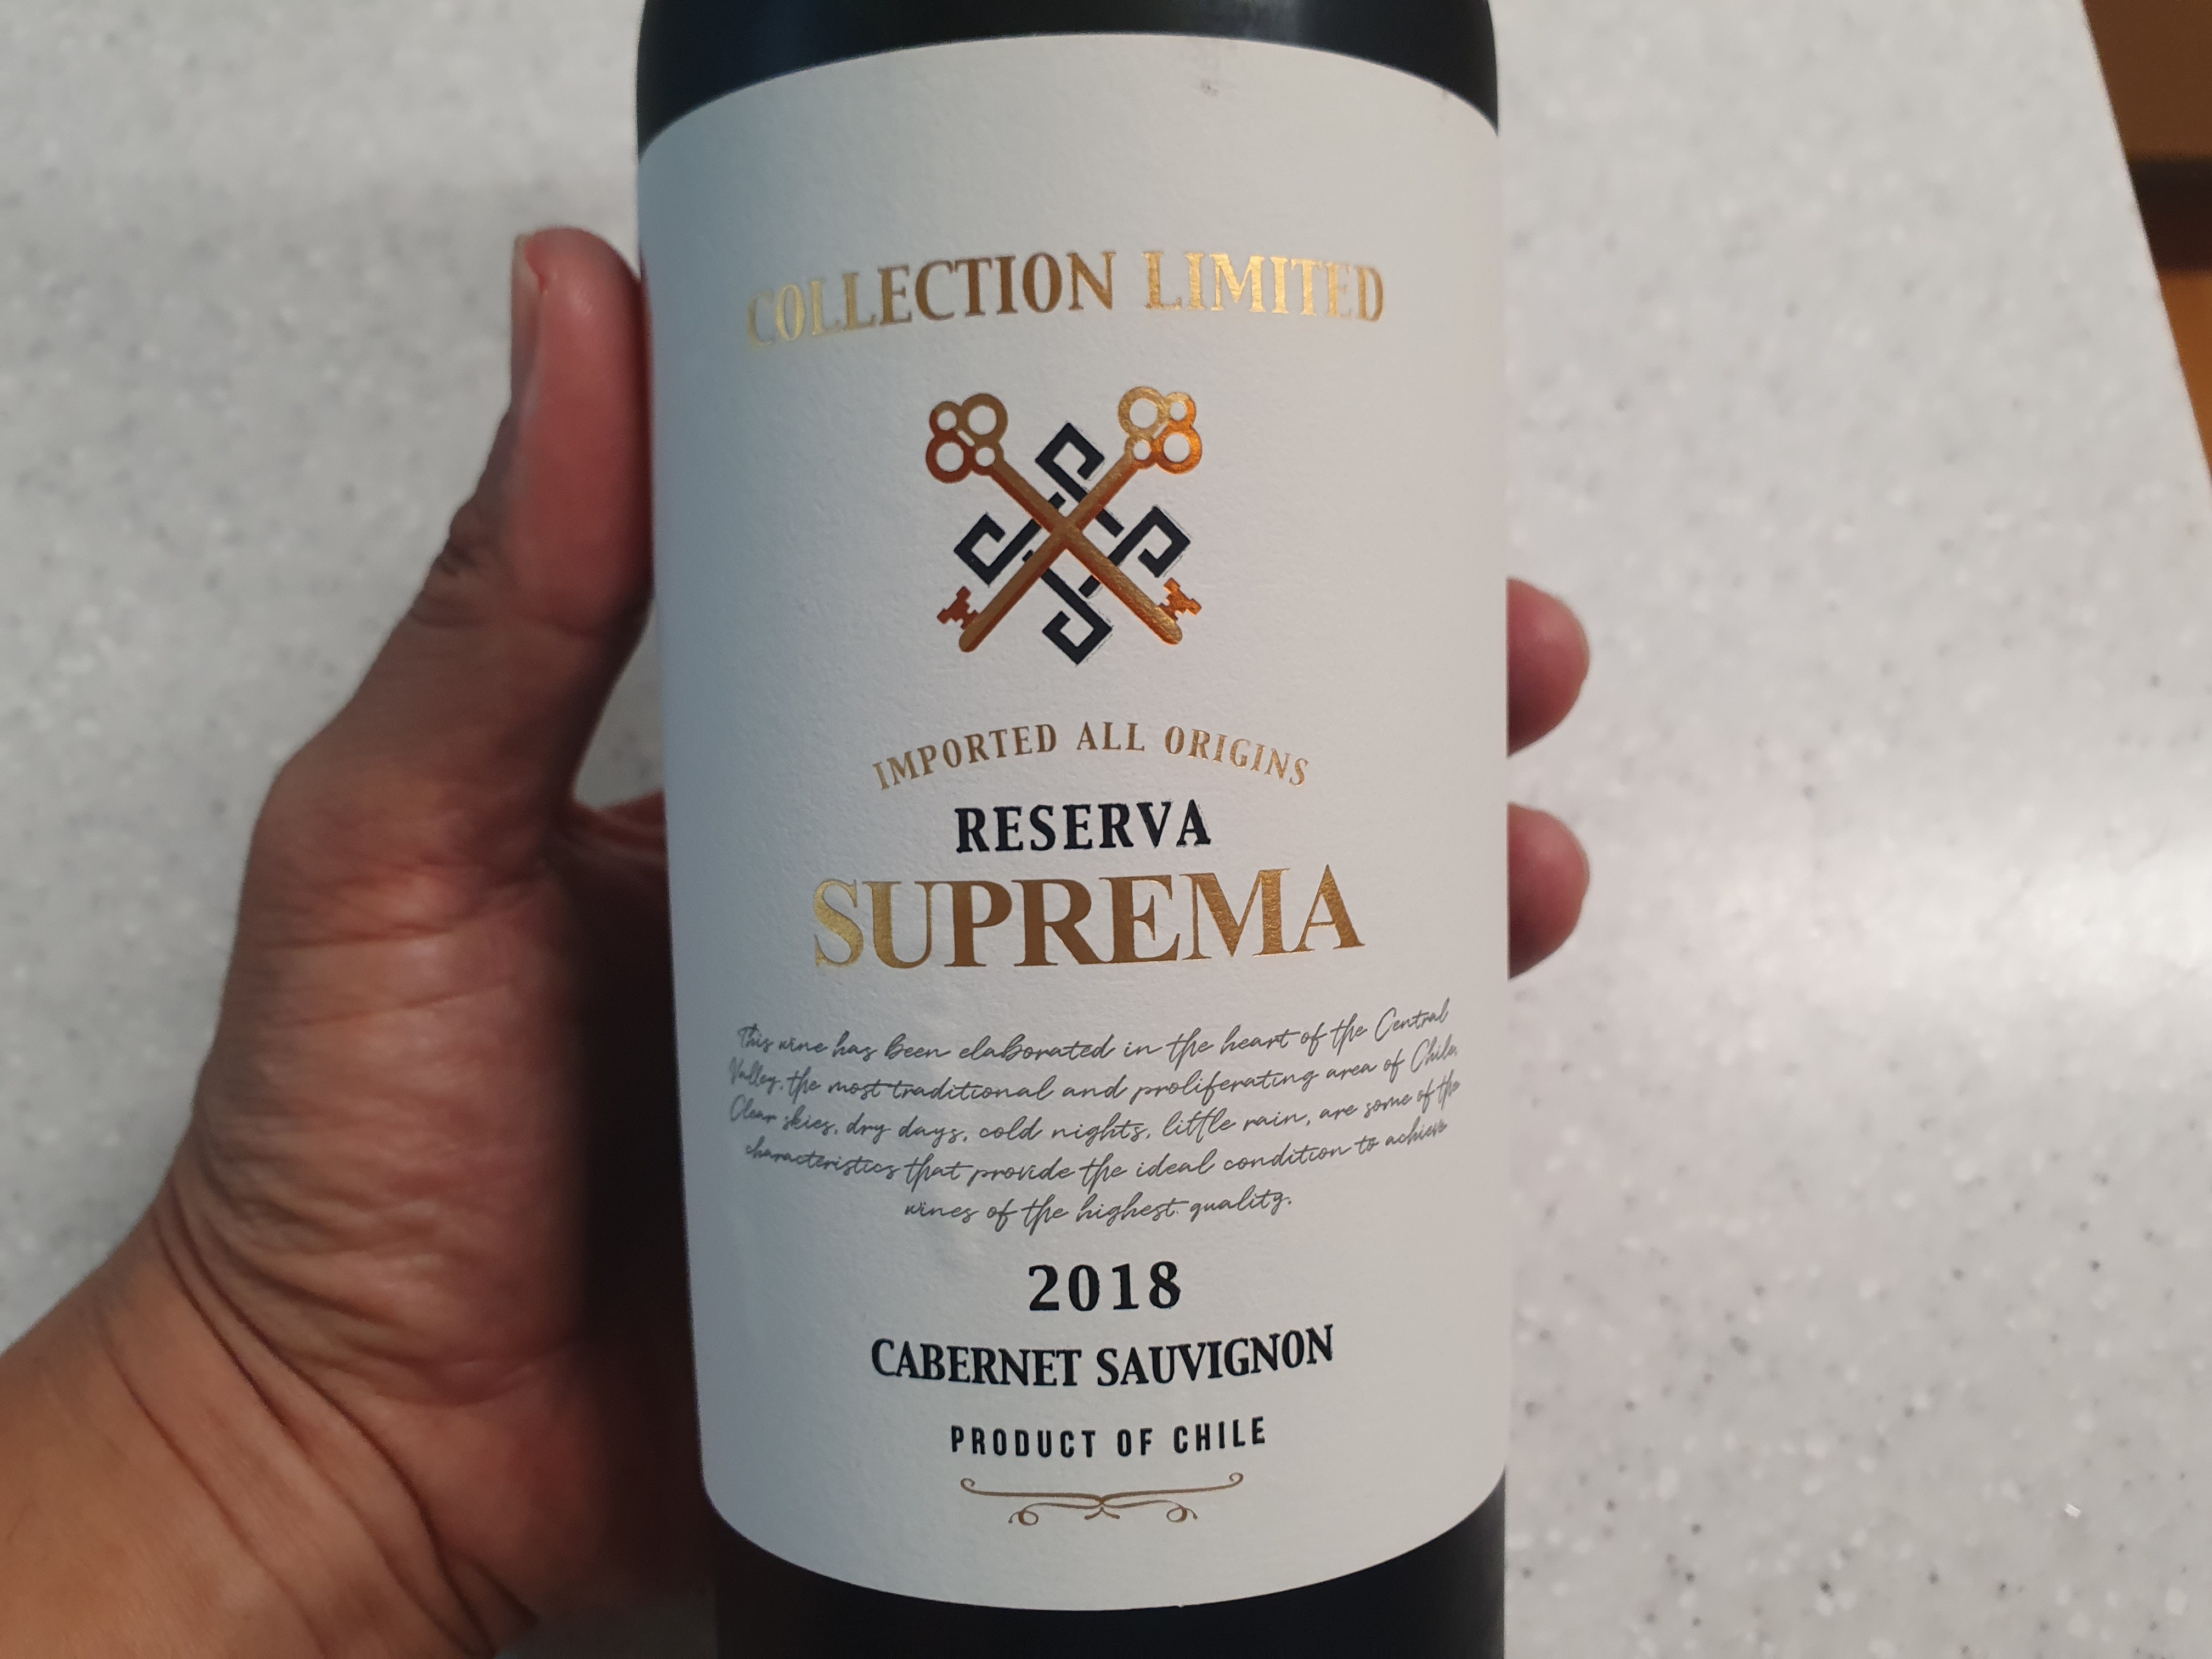 COLLECTION LIMITED
IMPORTED ALL ORIGINS
RESERVA
SUPREMA
This wine has been elaborated in the heart of the Central
Valley, the most traditional and proliferating area of Chile.
Clear skies, dry days, cold nights, little rain, are some of the
characteristics that provide the ideal condition to achieve
wines of the highest quality.
2018
CABERNET SAUVIGNON
PRODUCT OF CHILE